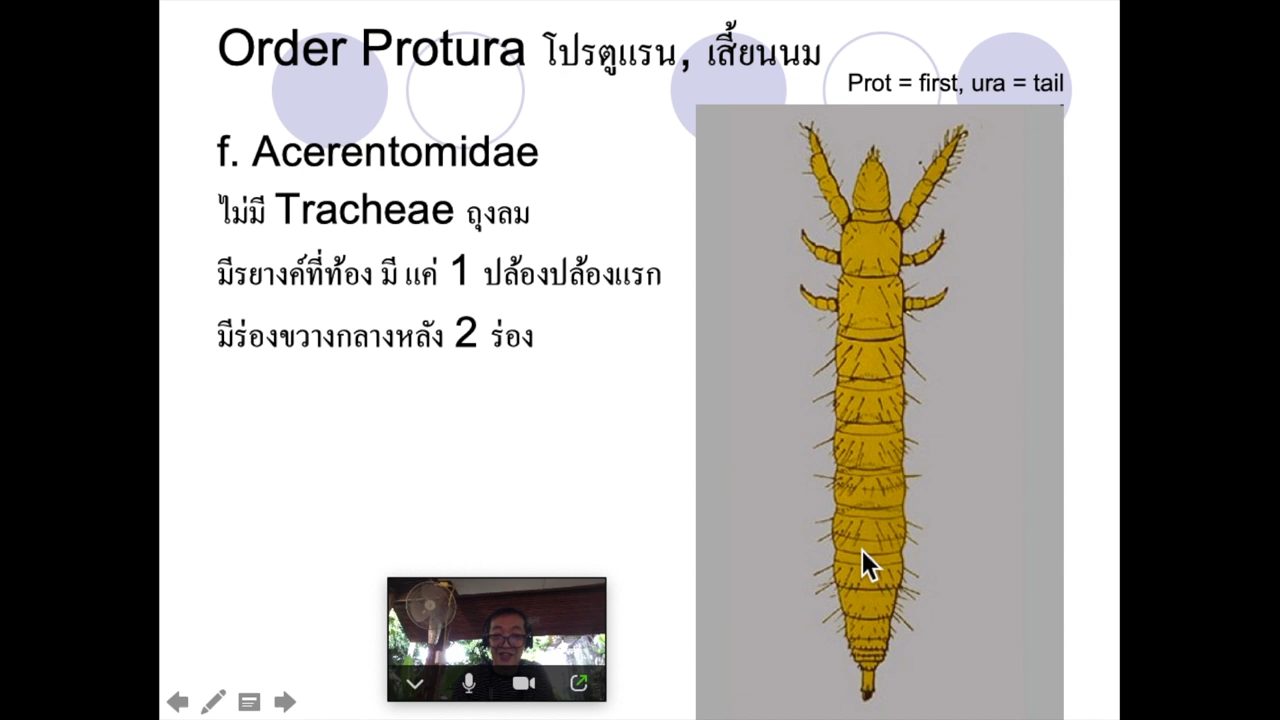 Order Protura โปรตูแรน, เสี้ยนนม
Prot = first, ura = tail
f. Acerentomidae
ไม่มี Tracheae ถุงลม
มีรยางค์ที่ท้อง มี แค่ 1 ปล้องปล้องแรก
มีร่องขวางกลางหลัง 2 ร่อง